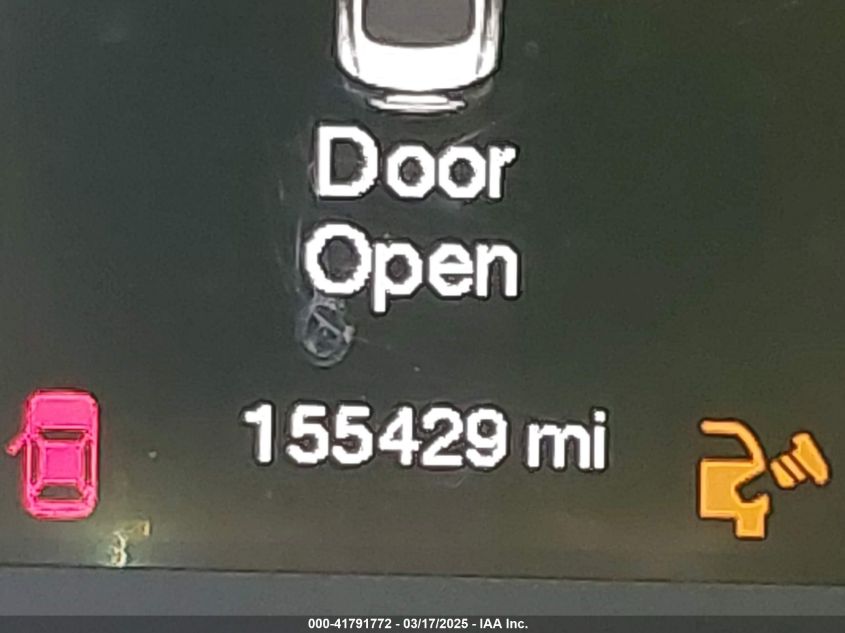 Door
Open
155429 mi
000-41791772 - 03/17/2025 - IAA Inc.